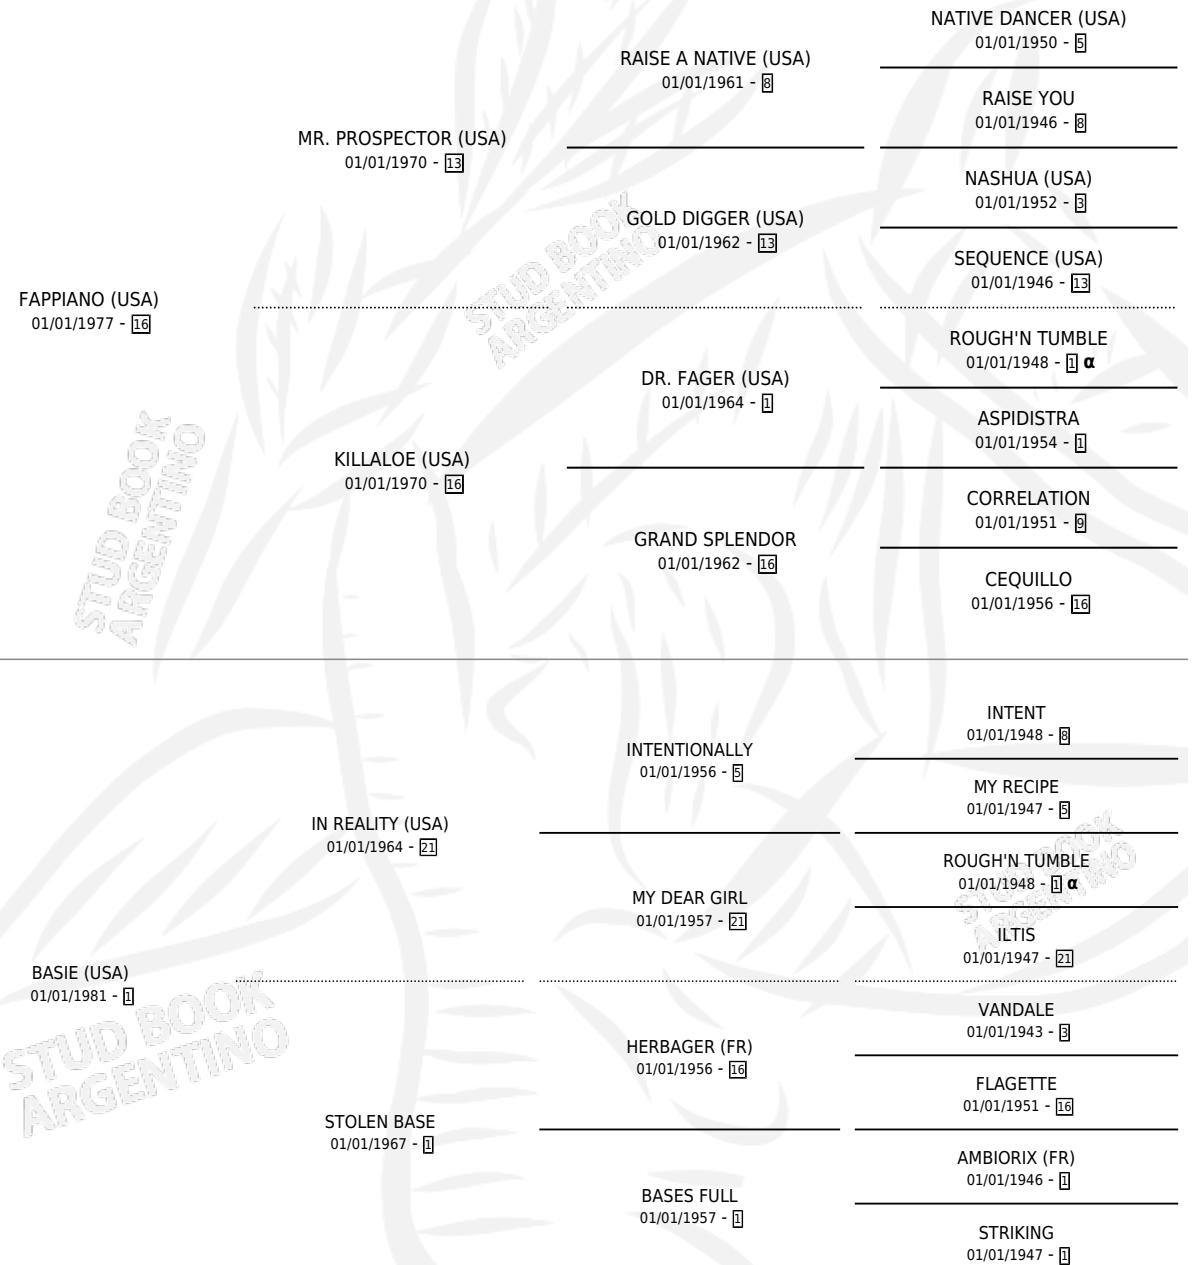 NATIVE DANCER (USA)
01/01/1950 - 5
RAISE A NATIVE (USA)
01/01/1961 - 8
RAISE YOU
01/01/1946 - 8
MR. PROSPECTOR (USA)
01/01/1970 - 13
NASHUA (USA)
01/01/1952 - 3
GOLD DIGGER (USA)
01/01/1962 - 13
SEQUENCE (USA)
01/01/1946 - 13
FAPPIANO (USA)
01/01/1977 - 16
STUD BOOK
ARGENTINO
ROUGH'N TUMBLE
01/01/1948 - 1 α
DR. FAGER (USA)
01/01/1964 - 1
ASPIDISTRA
01/01/1954 - 1
KILLALOE (USA)
01/01/1970 - 16
CORRELATION
01/01/1951 - 9
GRAND SPLENDOR
01/01/1962 - 16
CEQUILLO
01/01/1956 - 16
STUD BOOK
ARGENTINO
INTENT
01/01/1948 - 8
INTENTIONALLY
01/01/1956 - 5
MY RECIPE
01/01/1947 - 5
IN REALITY (USA)
01/01/1964 - 21
ROUGH'N TUMBLE
01/01/1948 - 1 α
MY DEAR GIRL
01/01/1957 - 21
STUD BOOK
ARGENTINO
ILTIS
01/01/1947 - 21
BASIE (USA)
01/01/1981 - 1
STUD BOOK
ARGENTINO
VANDALE
01/01/1943 - 3
HERBAGER (FR)
01/01/1956 - 16
FLAGETTE
01/01/1951 - 16
STOLEN BASE
01/01/1967 - 1
AMBIORIX (FR)
01/01/1946 - 1
BASES FULL
01/01/1957 - 1
STRIKING
01/01/1947 - 1